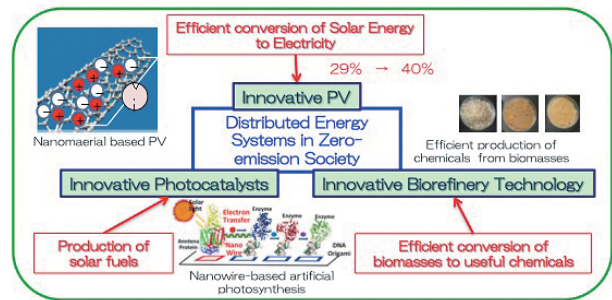 Efficient conversion of Solar Energy
to Electricity
29% → 40%
Innovative PV
Nanomaerial based PV
Distributed Energy
Systems in Zero-
emission Society
Efficient production of
chemicals from biomasses
Innovative Photocatalysts
Innovative Biorefinery Technology
Solar
light
Enzyme
Enzyme
Enzyme
Electron
Transfer
Anetena
Protein
Nano
Wire
DNA
Origami
Production of
solar fuels
Efficient conversion of
biomasses to useful chemicals
Nanowire-based artificial
photosynthesis